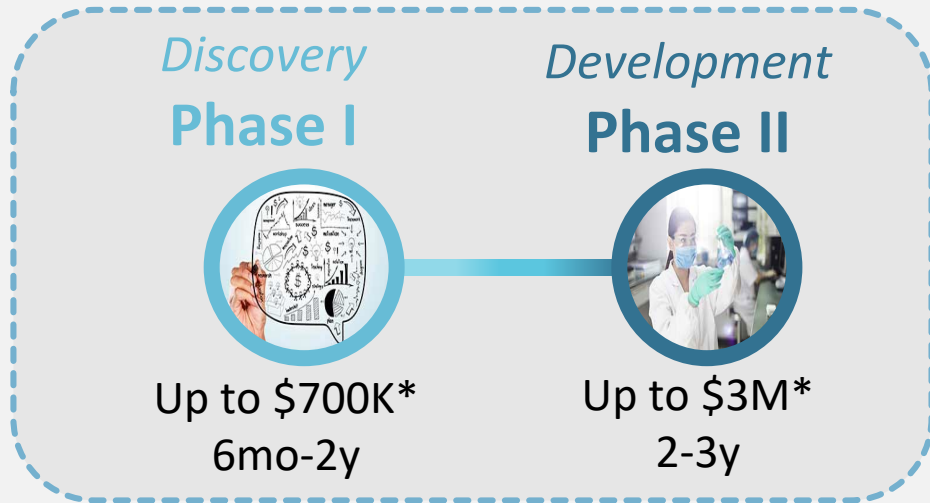 Discovery
Phase I
Up to $700K*
6mo-2y
Development
Phase II
Up to $3M*
2-3y